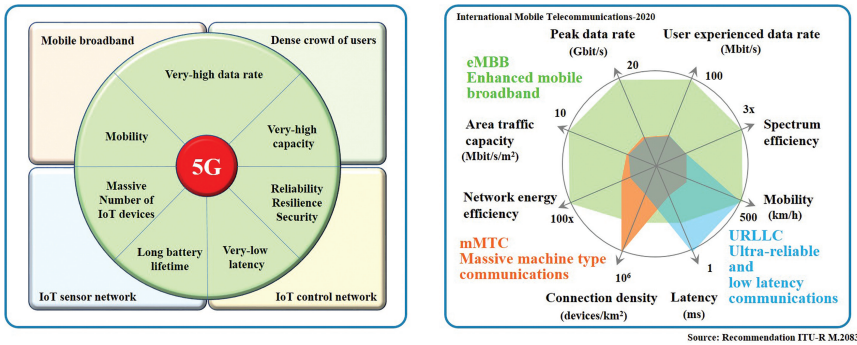 Mobile broadband
Dense crowd of users
Very-high data rate
Mobility
Very-high
capacity
5G
Massive
Number of
IoT devices
Reliability
Resilience
Security
Long battery
lifetime
Very-low
latency
IoT sensor network
IoT control network
International Mobile Telecommunications-2020
Peak data rate
(Gbit/s)
User experienced data rate
(Mbit/s)
eMBB
Enhanced mobile
broadband
20
100
10
3x
Area traffic
capacity
(Mbit/s/m²)
Spectrum
efficiency
Network energy
efficiency
100x
Mobility
(km/h)
500
mMTC
Massive machine type
communications
URLLC
Ultra-reliable
and
low latency
communications
10⁶
1
Connection density
(devices/km²)
Latency
(ms)
Source: Recommendation ITU-R M.2083